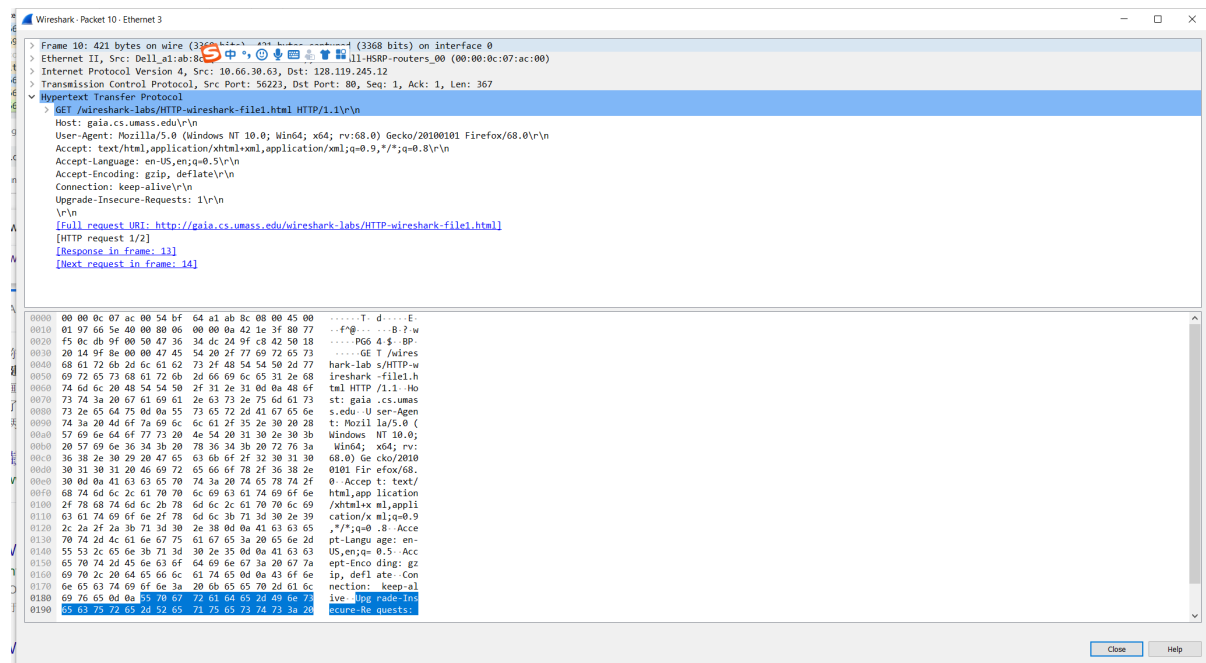 Wireshark · Packet 10 · Ethernet 3
Frame 10: 421 bytes on wire (3368 bits), 421 bytes captured (3368 bits) on interface 0
中
Ethernet II, Src: Dell_a1:ab:8c ll-HSRP-routers_00 (00:00:0c:07:ac:00)
Internet Protocol Version 4, Src: 10.66.30.63, Dst: 128.119.245.12
Transmission Control Protocol, Src Port: 56223, Dst Port: 80, Seq: 1, Ack: 1, Len: 367
Hypertext Transfer Protocol
GET /wireshark-labs/HTTP-wireshark-file1.html HTTP/1.1\r\n
Host: gaia.cs.umass.edu\r\n
User-Agent: Mozilla/5.0 (Windows NT 10.0; Win64; x64; rv:68.0) Gecko/20100101 Firefox/68.0\r\n
Accept: text/html,application/xhtml+xml,application/xml;q=0.9,*/*;q=0.8\r\n
Accept-Language: en-US,en;q=0.5\r\n
Accept-Encoding: gzip, deflate\r\n
Connection: keep-alive\r\n
Upgrade-Insecure-Requests: 1\r\n
\r\n
[Full request URI: http://gaia.cs.umass.edu/wireshark-labs/HTTP-wireshark-file1.html]
[HTTP request 1/2]
[Response in frame: 13]
[Next request in frame: 14]
0000 00 00 0c 07 ac 00 54 bf 64 a1 ab 8c 08 00 45 00 ······T· d·····E·
0010 01 97 66 5e 40 00 80 06 00 00 0a 42 1e 3f 80 77 ··f^@··· ···B·?·w
0020 f5 0c db 9f 00 50 47 36 34 dc 24 9f c8 42 50 18 ·····PG6 4·$··BP·
0030 20 14 9f 8e 00 00 47 45 54 20 2f 77 69 72 65 73 ·····GE T /wires
0040 68 61 72 6b 2d 6c 61 62 73 2f 48 54 54 50 2d 77 hark-lab s/HTTP-w
0050 69 72 65 73 68 61 72 6b 2d 66 69 6c 65 31 2e 68 ireshark -file1.h
0060 74 6d 6c 20 48 54 54 50 2f 31 2e 31 0d 0a 48 6f tml HTTP /1.1··Ho
0070 73 74 3a 20 67 61 69 61 2e 63 73 2e 75 6d 61 73 st: gaia .cs.umas
0080 73 2e 65 64 75 0d 0a 55 73 65 72 2d 41 67 65 6e s.edu··U ser-Agen
0090 74 3a 20 4d 6f 7a 69 6c 6c 61 2f 35 2e 30 20 28 t: Mozil la/5.0 (
00a0 57 69 6e 64 6f 77 73 20 4e 54 20 31 30 2e 30 3b Windows  NT 10.0;
00b0 20 57 69 6e 36 34 3b 20 78 36 34 3b 20 72 76 3a  Win64;  x64; rv:
00c0 36 38 2e 30 29 20 47 65 63 6b 6f 2f 32 30 31 30 68.0) Ge cko/2010
00d0 30 31 30 31 20 46 69 72 65 66 6f 78 2f 36 38 2e 0101 Fir efox/68.
00e0 30 0d 0a 41 63 63 65 70 74 3a 20 74 65 78 74 2f 0··Accep t: text/
00f0 68 74 6d 6c 2c 61 70 70 6c 69 63 61 74 69 6f 6e html,app lication
0100 2f 78 68 74 6d 6c 2b 78 6d 6c 2c 61 70 70 6c 69 /xhtml+x ml,appli
0110 63 61 74 69 6f 6e 2f 78 6d 6c 3b 71 3d 30 2e 39 cation/x ml;q=0.9
0120 2c 2a 2f 2a 3b 71 3d 30 2e 38 0d 0a 41 63 63 65 ,*/*;q=0 .8··Acce
0130 70 74 2d 4c 61 6e 67 75 61 67 65 3a 20 65 6e 2d pt-Langu age: en-
0140 55 53 2c 65 6e 3b 71 3d 30 2e 35 0d 0a 41 63 63 US,en;q= 0.5··Acc
0150 65 70 74 2d 45 6e 63 6f 64 69 6e 67 3a 20 67 7a ept-Enco ding: gz
0160 69 70 2c 20 64 65 66 6c 61 74 65 0d 0a 43 6f 6e ip, defl ate··Con
0170 6e 65 63 74 69 6f 6e 3a 20 6b 65 65 70 2d 61 6c nection:  keep-al
0180 69 76 65 0d 0a 55 70 67 72 61 64 65 2d 49 6e 73 ive··Upg rade-Ins
0190 65 63 75 72 65 2d 52 65 71 75 65 73 74 73 3a 20 ecure-Re quests:
Close
Help